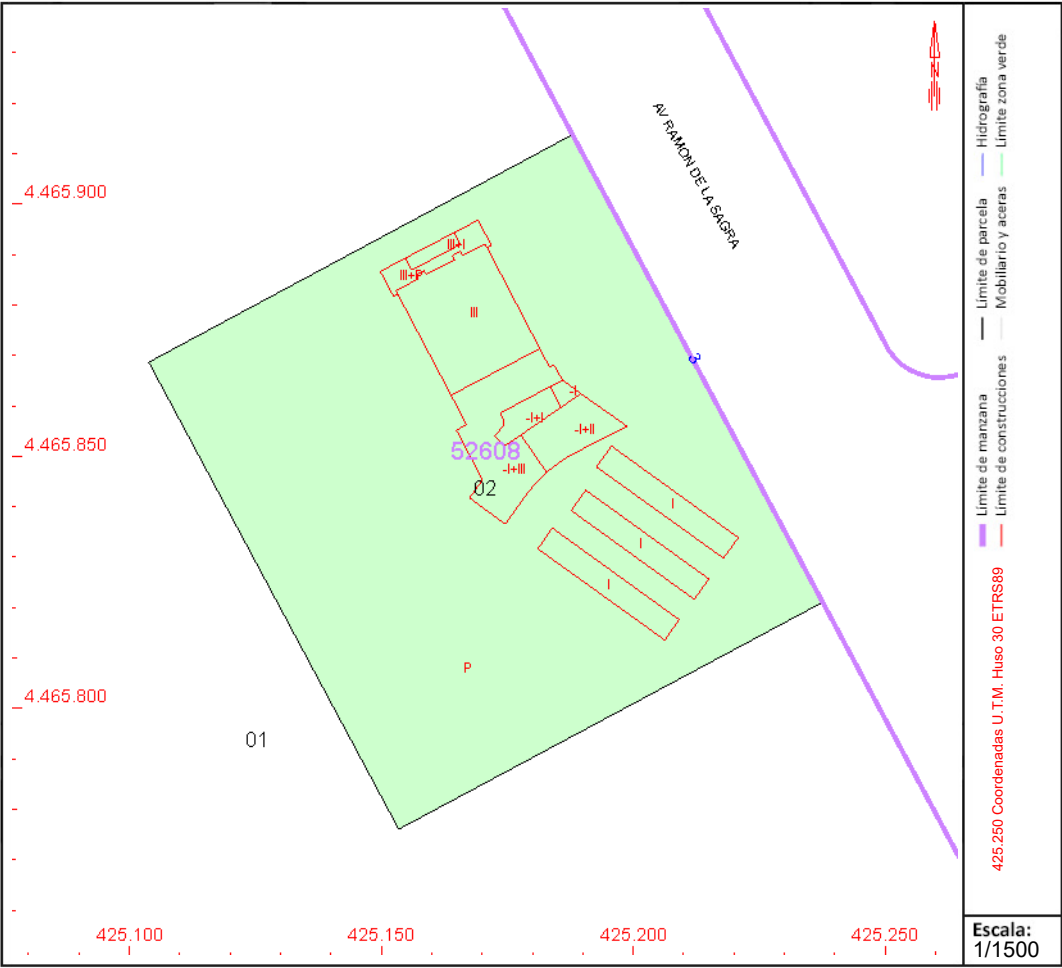 AV RAMON DE LA SAGRA
N
4.465.900
III+I
III+P
III
3
-I
-I+I
-I+II
4.465.850
52608
-I+III
02
I
I
I
P
4.465.800
01
425.100
425.150
425.200
425.250
Límite de manzana
Límite de construcciones
Límite de parcela
Mobiliario y aceras
Hidrografía
Límite zona verde
425.250 Coordenadas U.T.M. Huso 30 ETRS89
Escala:
1/1500